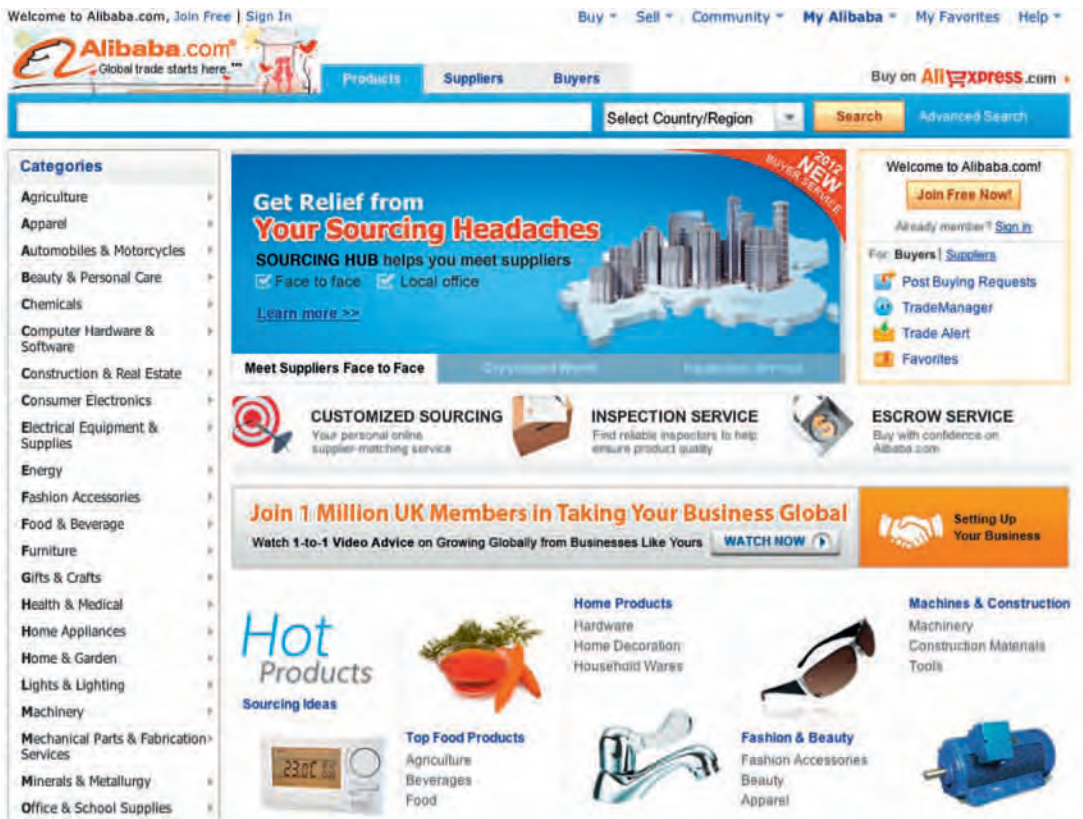 Welcome to Alibaba.com, Join Free | Sign In
Buy Sell Community My Alibaba My Favorites Help
Alibaba.com
Global trade starts here.™
Products Suppliers Buyers
Buy on AliExpress.com
Select Country/Region Search Advanced Search
Categories
Agriculture
Apparel
Automobiles & Motorcycles
Beauty & Personal Care
Chemicals
Computer Hardware &
Software
Construction & Real Estate
Consumer Electronics
Electrical Equipment &
Supplies
Energy
Fashion Accessories
Food & Beverage
Furniture
Gifts & Crafts
Health & Medical
Home Appliances
Home & Garden
Lights & Lighting
Machinery
Mechanical Parts & Fabrication
Services
Minerals & Metallurgy
Office & School Supplies
Get Relief from
Your Sourcing Headaches
SOURCING HUB helps you meet suppliers
Face to face Local office
Learn more >>
2012
NEW
BUYER SERVICE
Meet Suppliers Face to Face
Welcome to Alibaba.com!
Join Free Now!
Already member? Sign in
For: Buyers | Suppliers
Post Buying Requests
TradeManager
Trade Alert
Favorites
CUSTOMIZED SOURCING
Your personal online
supplier-matching service
INSPECTION SERVICE
Find reliable inspectors to help
ensure product quality
ESCROW SERVICE
Buy with confidence on
Alibaba.com
Join 1 Million UK Members in Taking Your Business Global
Watch 1-to-1 Video Advice on Growing Globally from Businesses Like Yours WATCH NOW
Setting Up
Your Business
Hot
Products
Sourcing Ideas
Home Products
Hardware
Home Decoration
Household Wares
Machines & Construction
Machinery
Construction Materials
Tools
23.0C
Top Food Products
Agriculture
Beverages
Food
Fashion & Beauty
Fashion Accessories
Beauty
Apparel